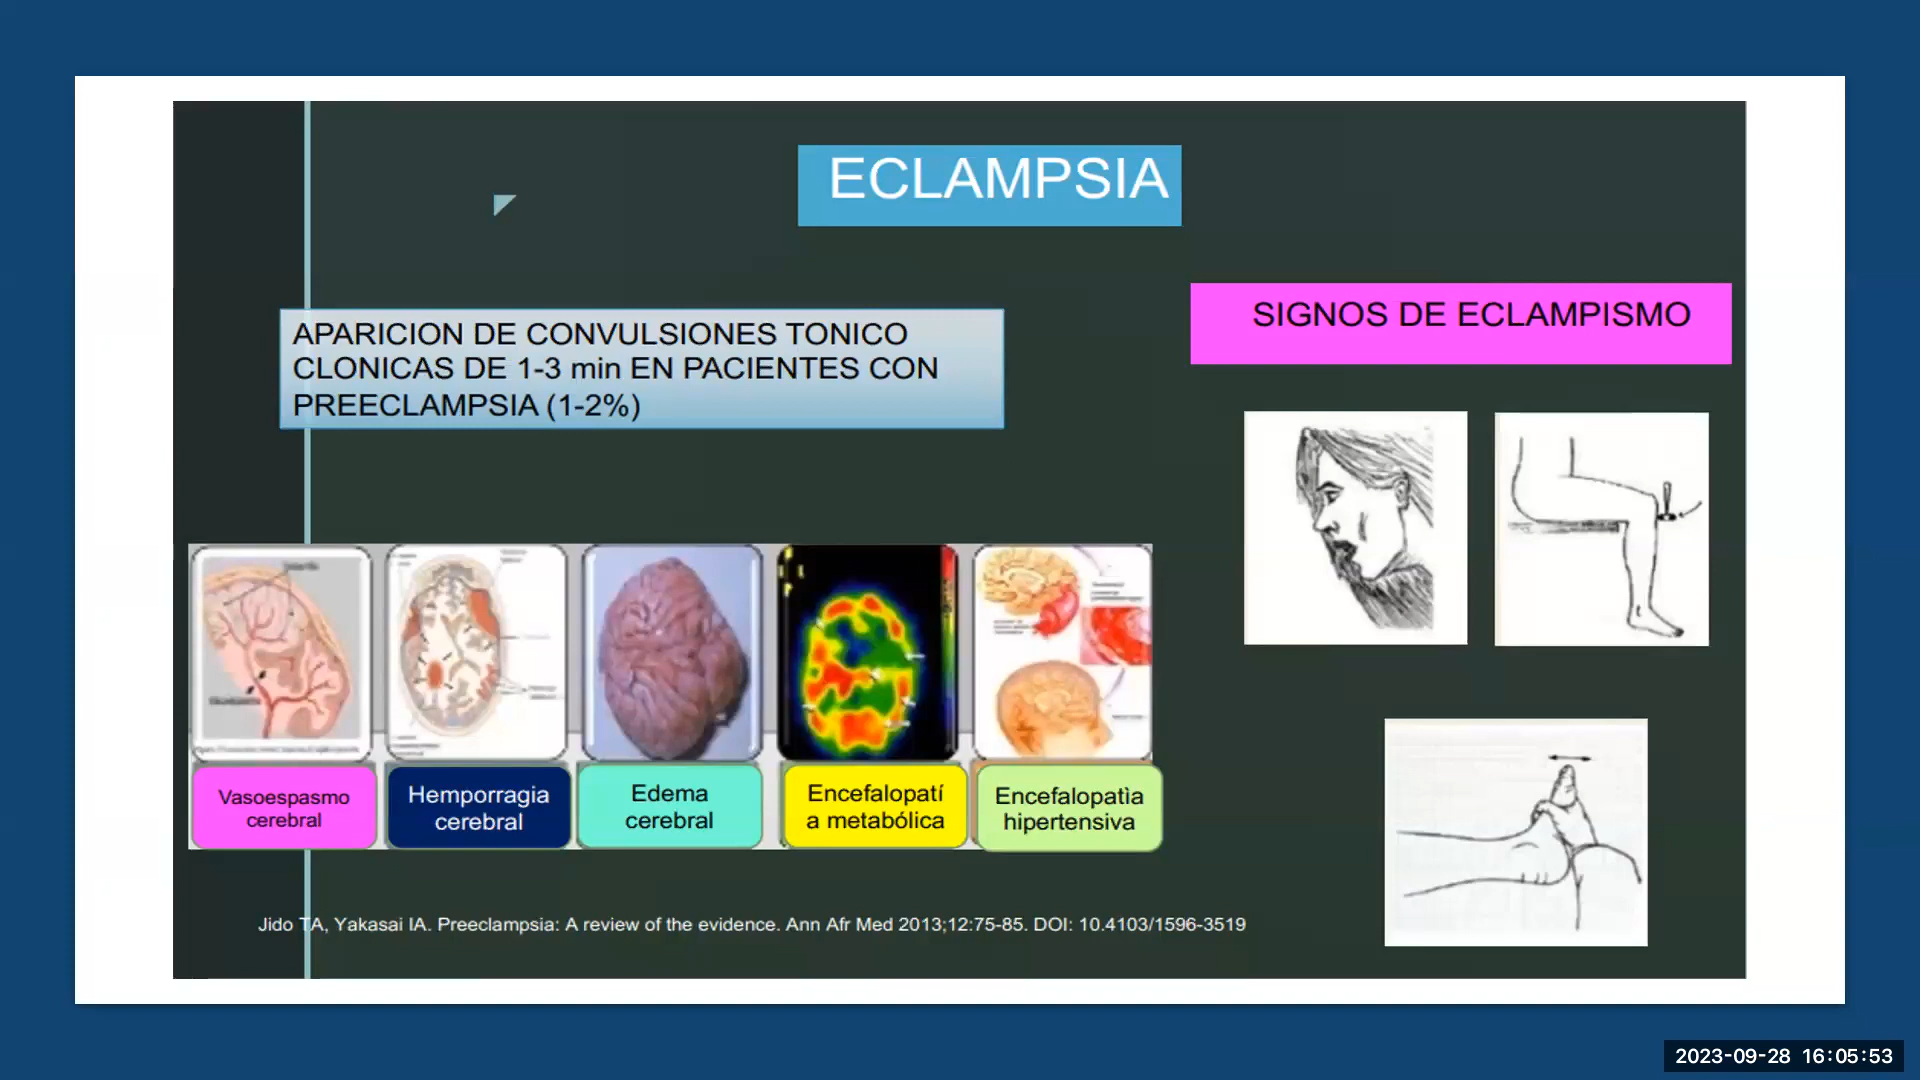 ECLAMPSIA
APARICION DE CONVULSIONES TONICO
CLONICAS DE 1-3 min EN PACIENTES CON
PREECLAMPSIA (1-2%)
SIGNOS DE ECLAMPISMO
Vasoespasmo
cerebral
Hemporragia
cerebral
Edema
cerebral
Encefalopatí
a metabólica
Encefalopatìa
hipertensiva
Jido TA, Yakasai IA. Preeclampsia: A review of the evidence. Ann Afr Med 2013;12:75-85. DOI: 10.4103/1596-3519
2023-09-28 16:05:53